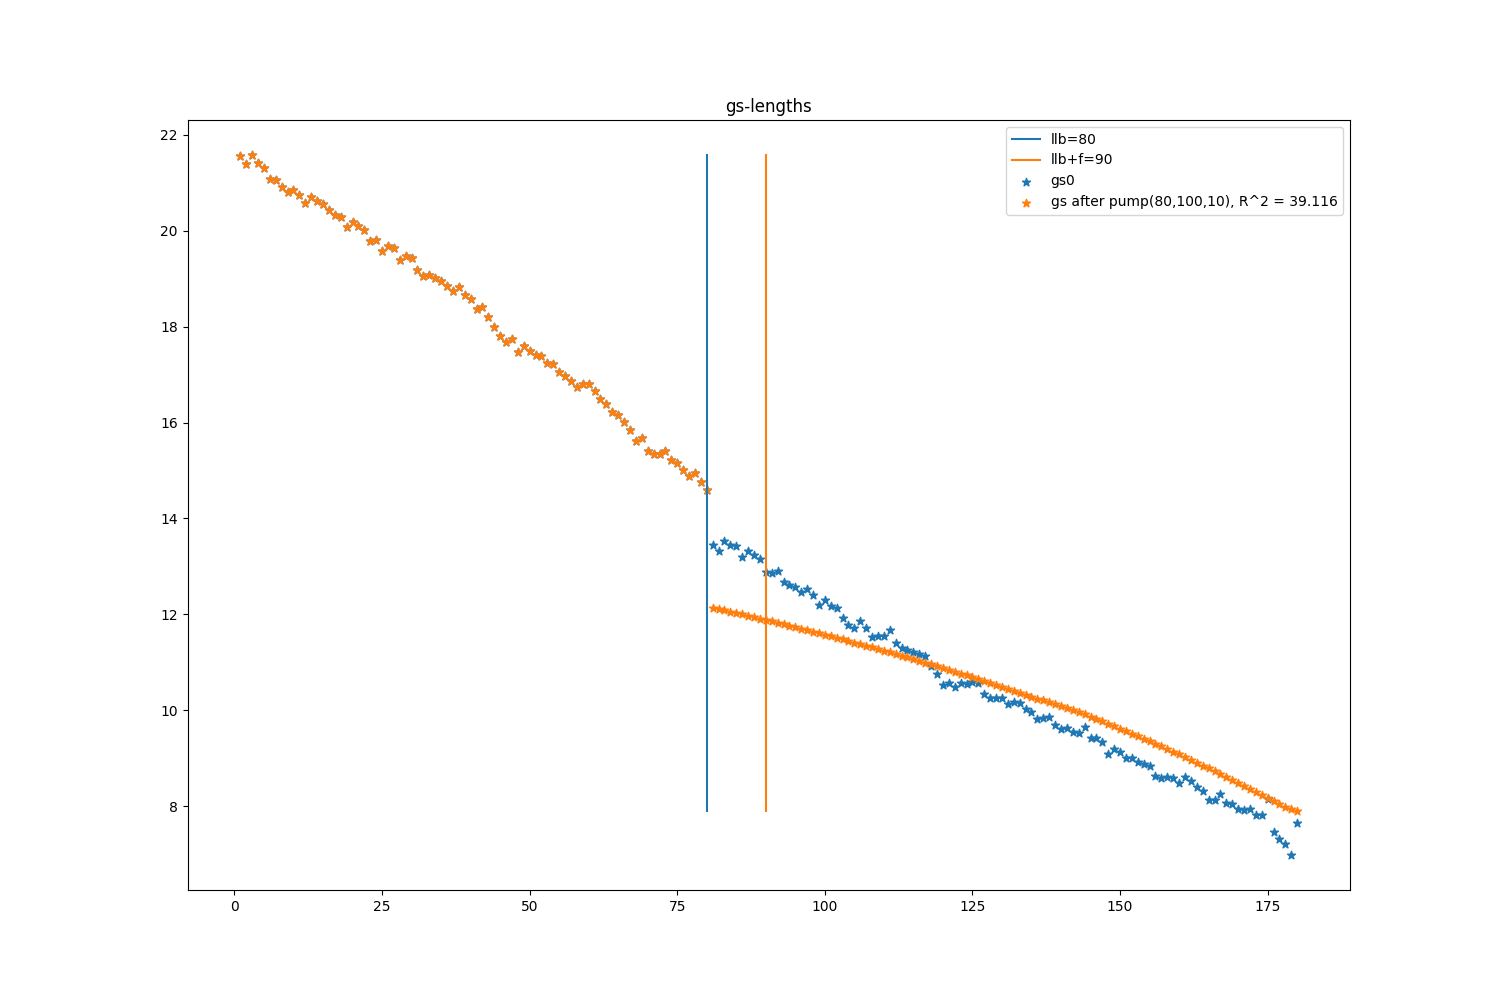 gs-lengths
llb=80
llb+f=90
gs0
gs after pump(80,100,10), R^2 = 39.116
22
20
18
16
14
12
10
8
0 25 50 75 100 125 150 175